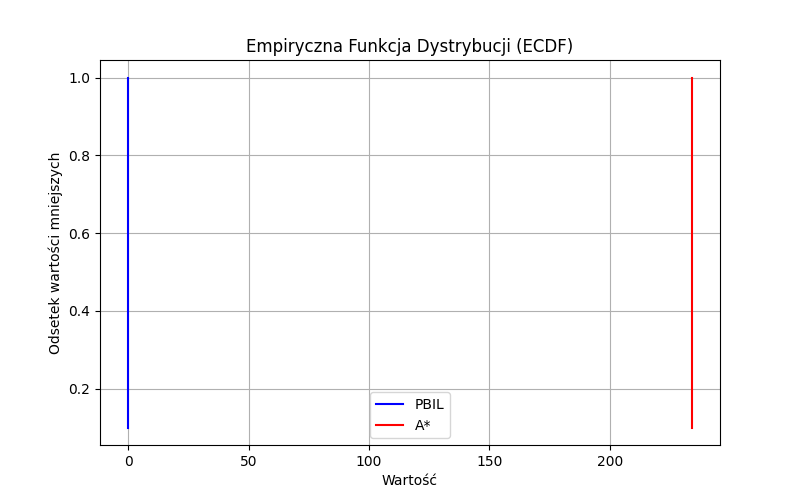 Empiryczna Funkcja Dystrybucji (ECDF)
Odsetek wartości mniejszych
1.0
0.8
0.6
0.4
0.2
PBIL
A*
0 50 100 150 200
Wartość